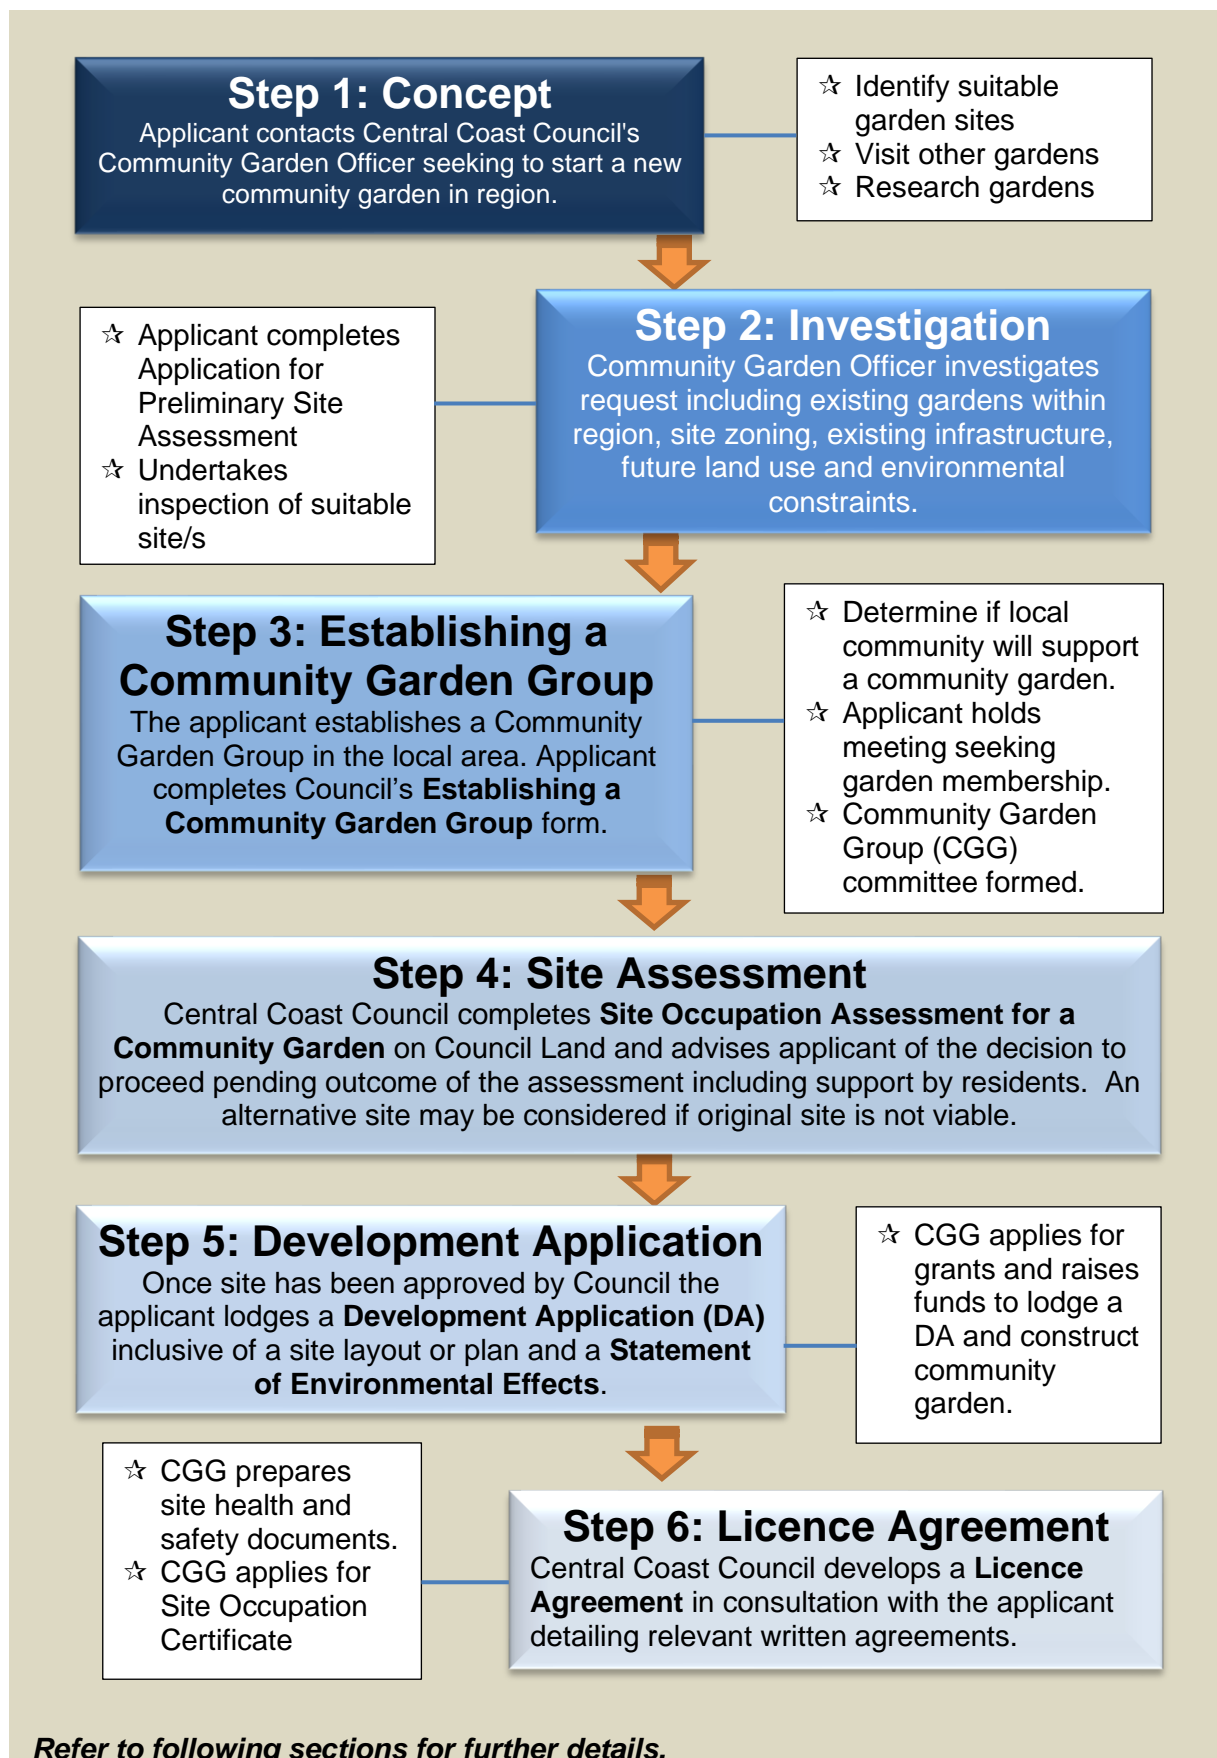 Step 1: Concept
Applicant contacts Central Coast Council's
Community Garden Officer seeking to start a new
community garden in region.
☆ Identify suitable
garden sites
☆ Visit other gardens
☆ Research gardens
Step 2: Investigation
Community Garden Officer investigates
request including existing gardens within
region, site zoning, existing infrastructure,
future land use and environmental
constraints.
☆ Applicant completes
Application for
Preliminary Site
Assessment
☆ Undertakes
inspection of suitable
site/s
Step 3: Establishing a
Community Garden Group
The applicant establishes a Community
Garden Group in the local area. Applicant
completes Council’s Establishing a
Community Garden Group form.
☆ Determine if local
community will support
a community garden.
☆ Applicant holds
meeting seeking
garden membership.
☆ Community Garden
Group (CGG)
committee formed.
Step 4: Site Assessment
Central Coast Council completes Site Occupation Assessment for a
Community Garden on Council Land and advises applicant of the decision to
proceed pending outcome of the assessment including support by residents.  An
alternative site may be considered if original site is not viable.
Step 5: Development Application
Once site has been approved by Council the
applicant lodges a Development Application (DA)
inclusive of a site layout or plan and a Statement
of Environmental Effects.
☆ CGG applies for
grants and raises
funds to lodge a
DA and construct
community
garden.
☆ CGG prepares
site health and
safety documents.
☆ CGG applies for
Site Occupation
Certificate
Step 6: Licence Agreement
Central Coast Council develops a Licence
Agreement in consultation with the applicant
detailing relevant written agreements.
Refer to following sections for further details.